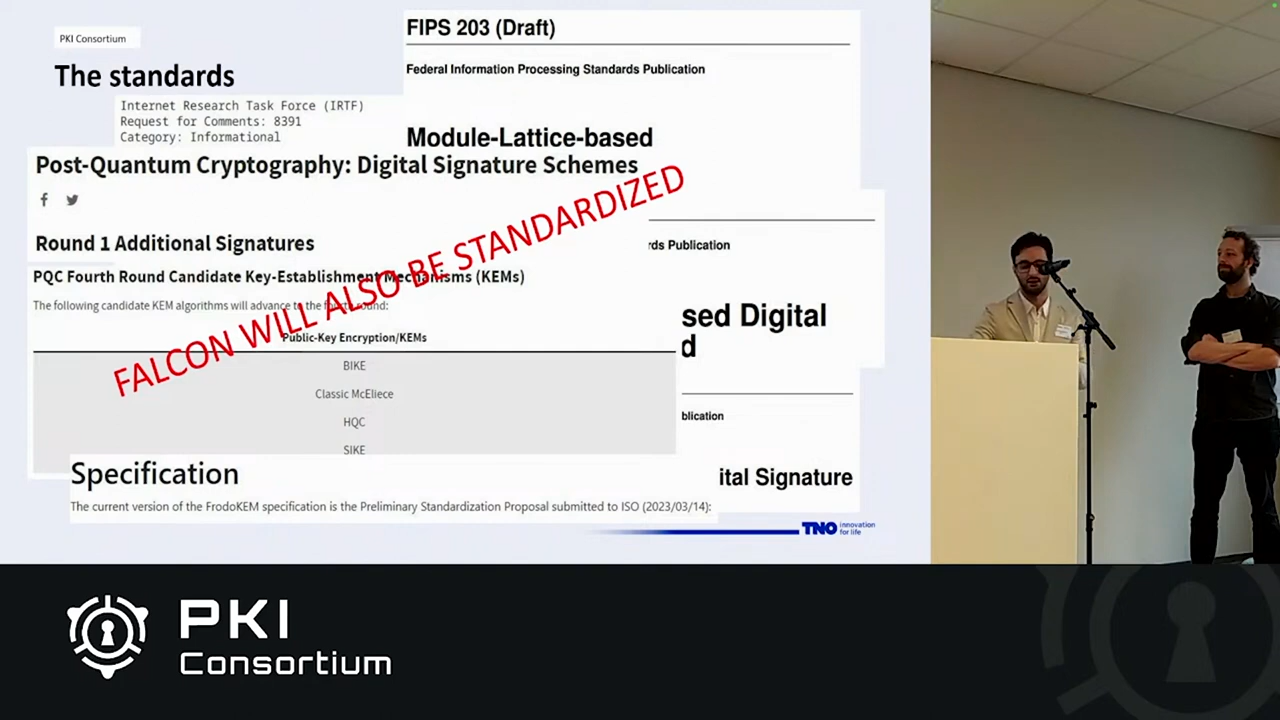 PKI Consortium
The standards
Internet Research Task Force (IRTF)
Request for Comments: 8391
Category: Informational
FIPS 203 (Draft)
Federal Information Processing Standards Publication
Module-Lattice-based
Post-Quantum Cryptography: Digital Signature Schemes
Round 1 Additional Signatures
PQC Fourth Round Candidate Key-Establishment Mechanisms (KEMs)
The following candidate KEM algorithms will advance to the fourth round:
Public-Key Encryption/KEMs
BIKE
Classic McEliece
HQC
SIKE
FALCON WILL ALSO BE STANDARDIZED
rds Publication
sed Digital
d
blication
ital Signature
Specification
The current version of the FrodoKEM specification is the Preliminary Standardization Proposal submitted to ISO (2023/03/14):
TNO innovation
for life
PKI
Consortium